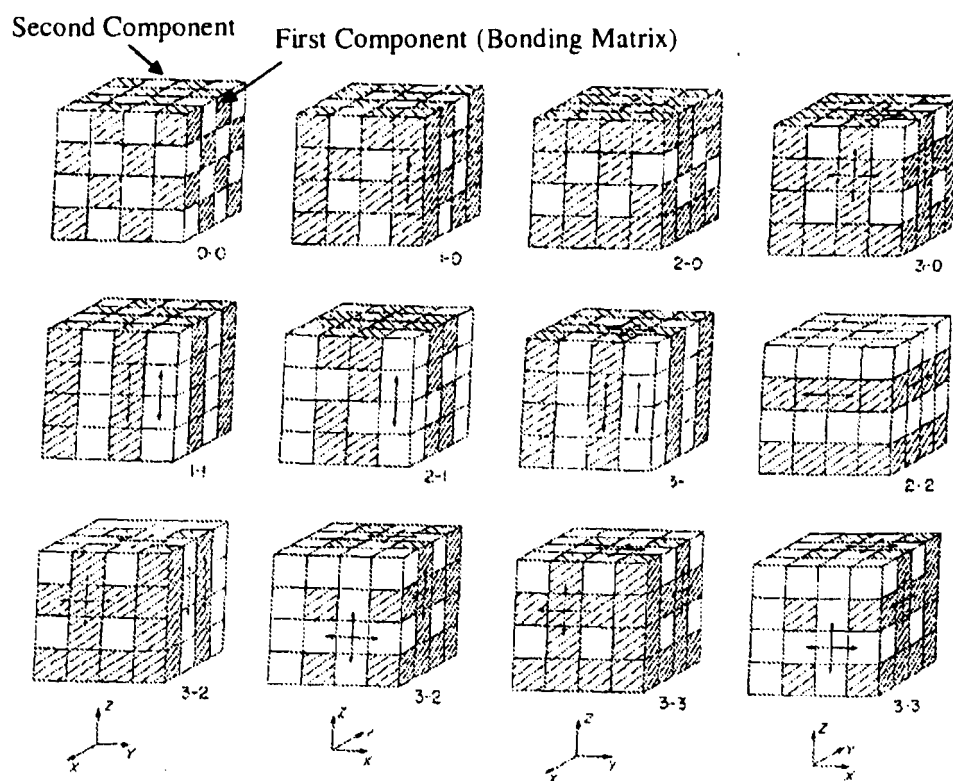 Second Component
First Component (Bonding Matrix)
0-0
1-0
2-0
3-0
1-1
2-1
3-
2-2
3-2
3-2
3-3
3-3
Z
X
Y
Z
Y
X
Z
X
Y
Z
Y
X